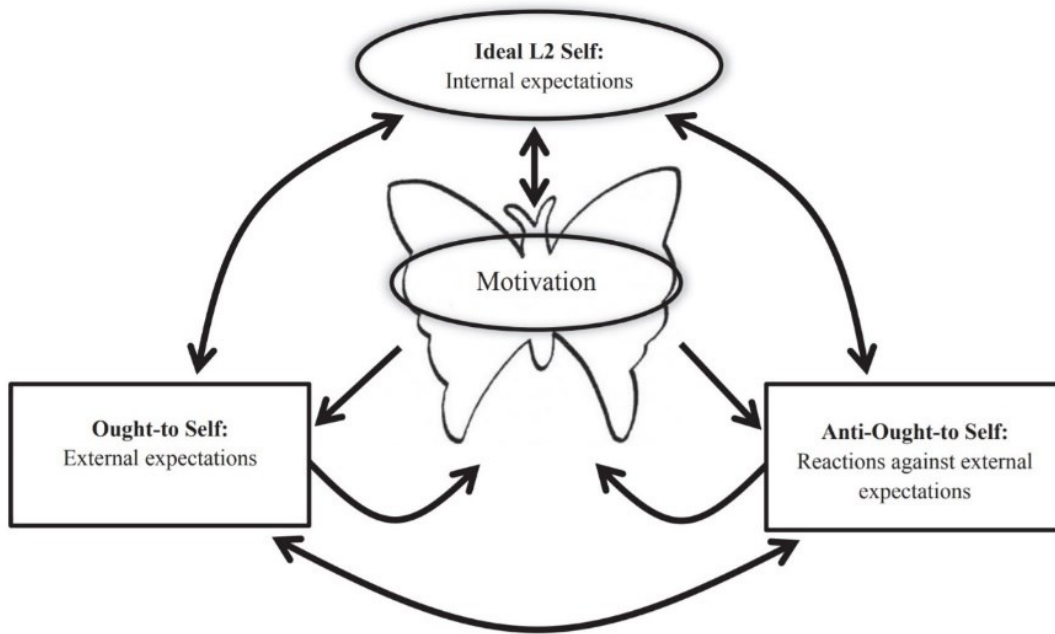 Ideal L2 Self:
Internal expectations
Motivation
Ought-to Self:
External expectations
Anti-Ought-to Self:
Reactions against external
expectations